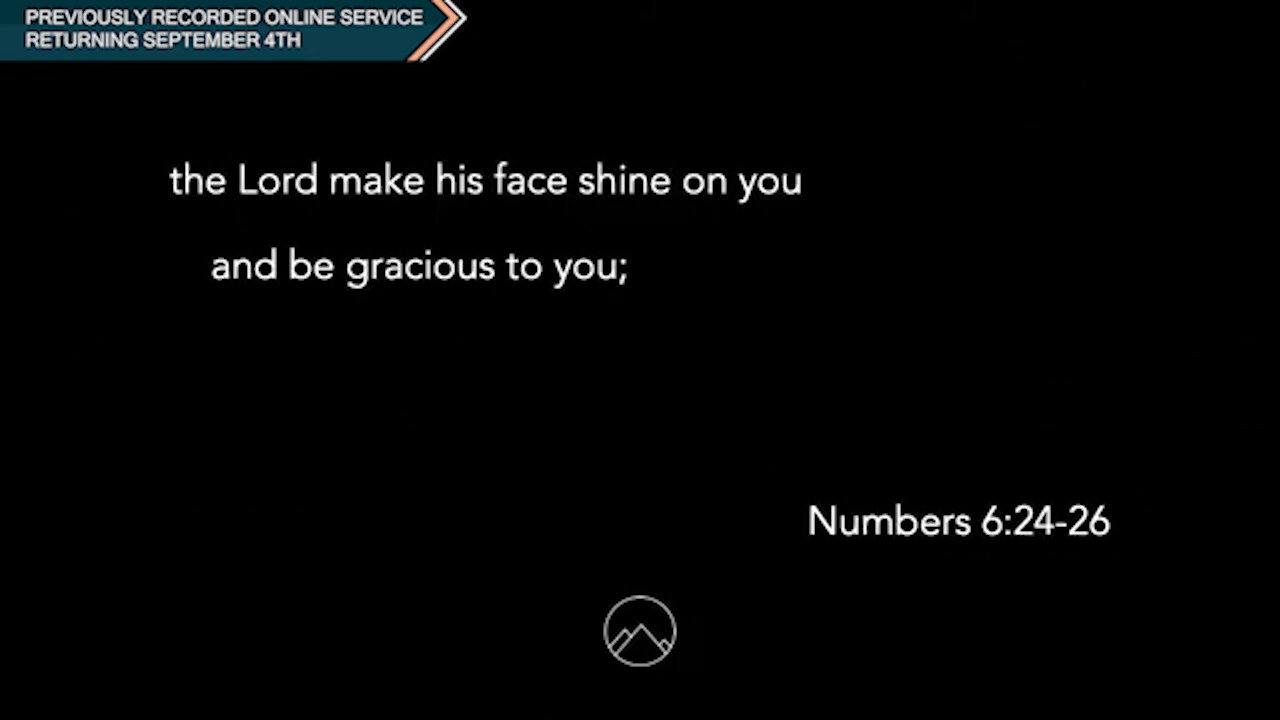 PREVIOUSLY RECORDED ONLINE SERVICE
RETURNING SEPTEMBER 4TH
the Lord make his face shine on you
and be gracious to you;
Numbers 6:24-26